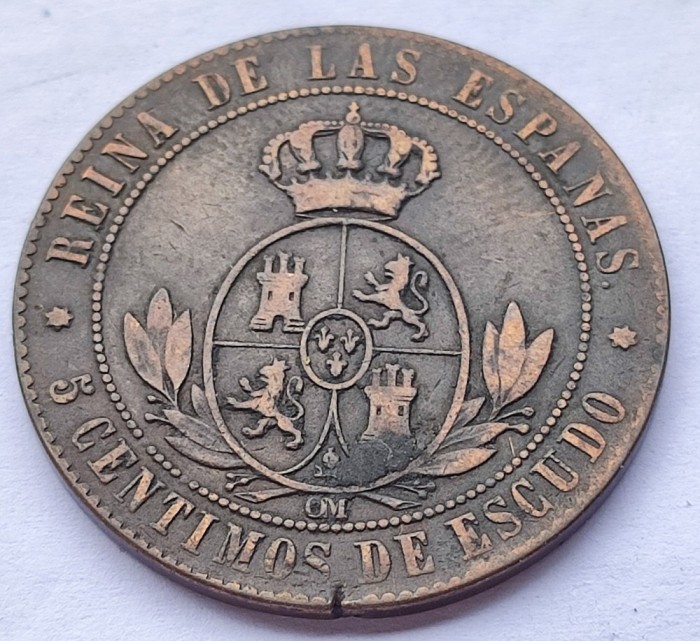 REINA DE LAS ESPAÑAS.
5 CENTIMOS DE ESCUDO
OM